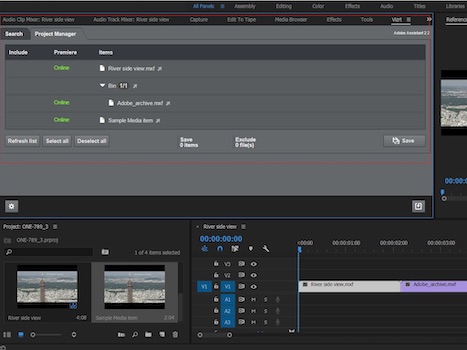 All Panels Assembly Editing Color Effects Audio Titles Libraries
Audio Clip Mixer: River side view Audio Track Mixer: River side view Capture Edit To Tape Media Browser Effects Tools Vizrt Reference
Search Project Manager Adobe Assistant 2.2
Include Premiere Items
Online River side view.mxf
Bin 1/1
Online Adobe_archive.mxf
Online Sample Media item
Refresh list Select all Deselect all Save Exclude Save
0 items 0 file(s)
Project: ONE-789_3
ONE-789_3.prproj
1 of 4 items selected
River side view 4:08 Sample Media item 2:04
River side view
00:00:00:00
:00:00 00:00:01:00 00:00:02:00 00:00:03:00
V3
V2
V1 V1 River side view.mxf Adobe_archive.mxf
A1 M S
A2 M S
A3 M S
00:00